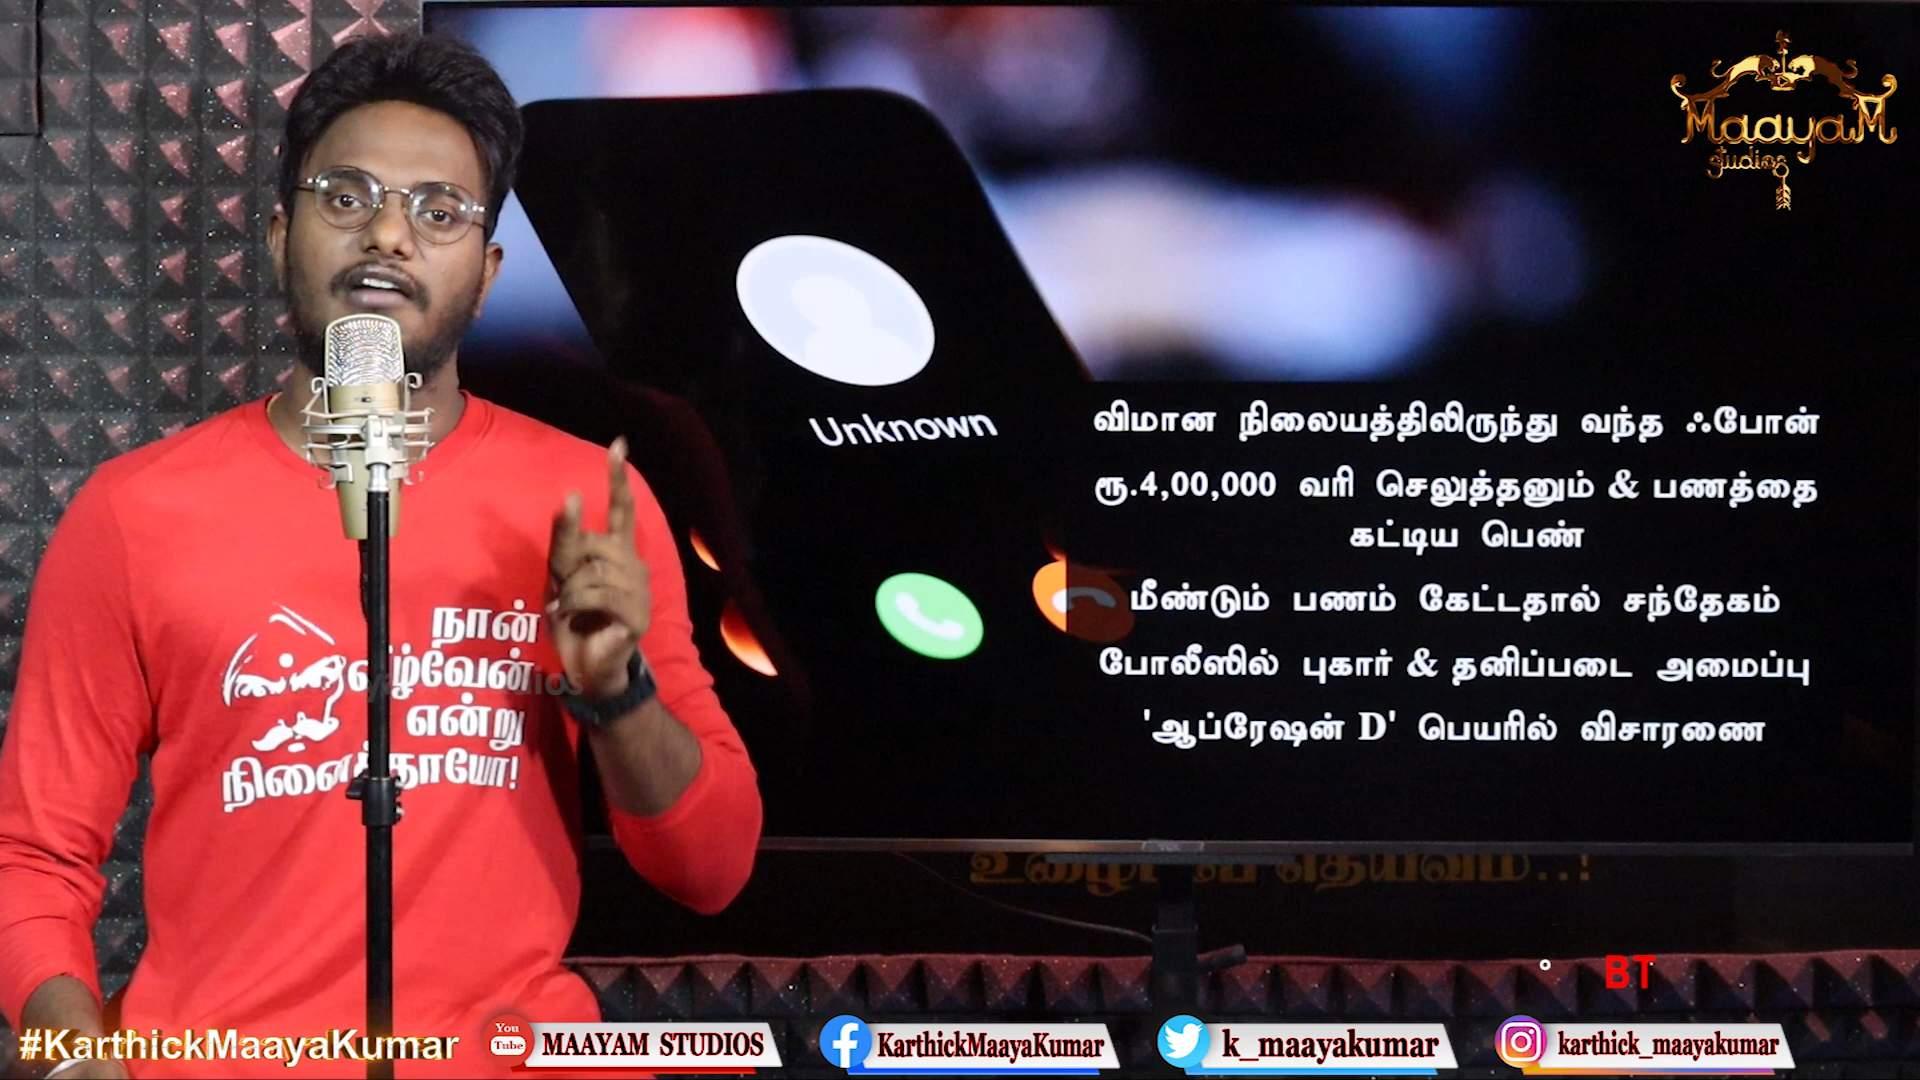 Maayam
studios
Unknown
விமான நிலையத்திலிருந்து வந்த ஃபோன்
ரூ.4,00,000 வரி செலுத்தனும் & பணத்தை
கட்டிய பெண்
மீண்டும் பணம் கேட்டதால் சந்தேகம்
போலீஸில் புகார் & தனிப்படை அமைப்பு
'ஆப்ரேஷன் D' பெயரில் விசாரணை
நான்
வீழ்வேன்
என்று
நினைத்தாயோ!
BT
#KarthickMaayaKumar
You
Tube
MAAYAM STUDIOS
KarthickMaayaKumar
k_maayakumar
karthick_maayakumar